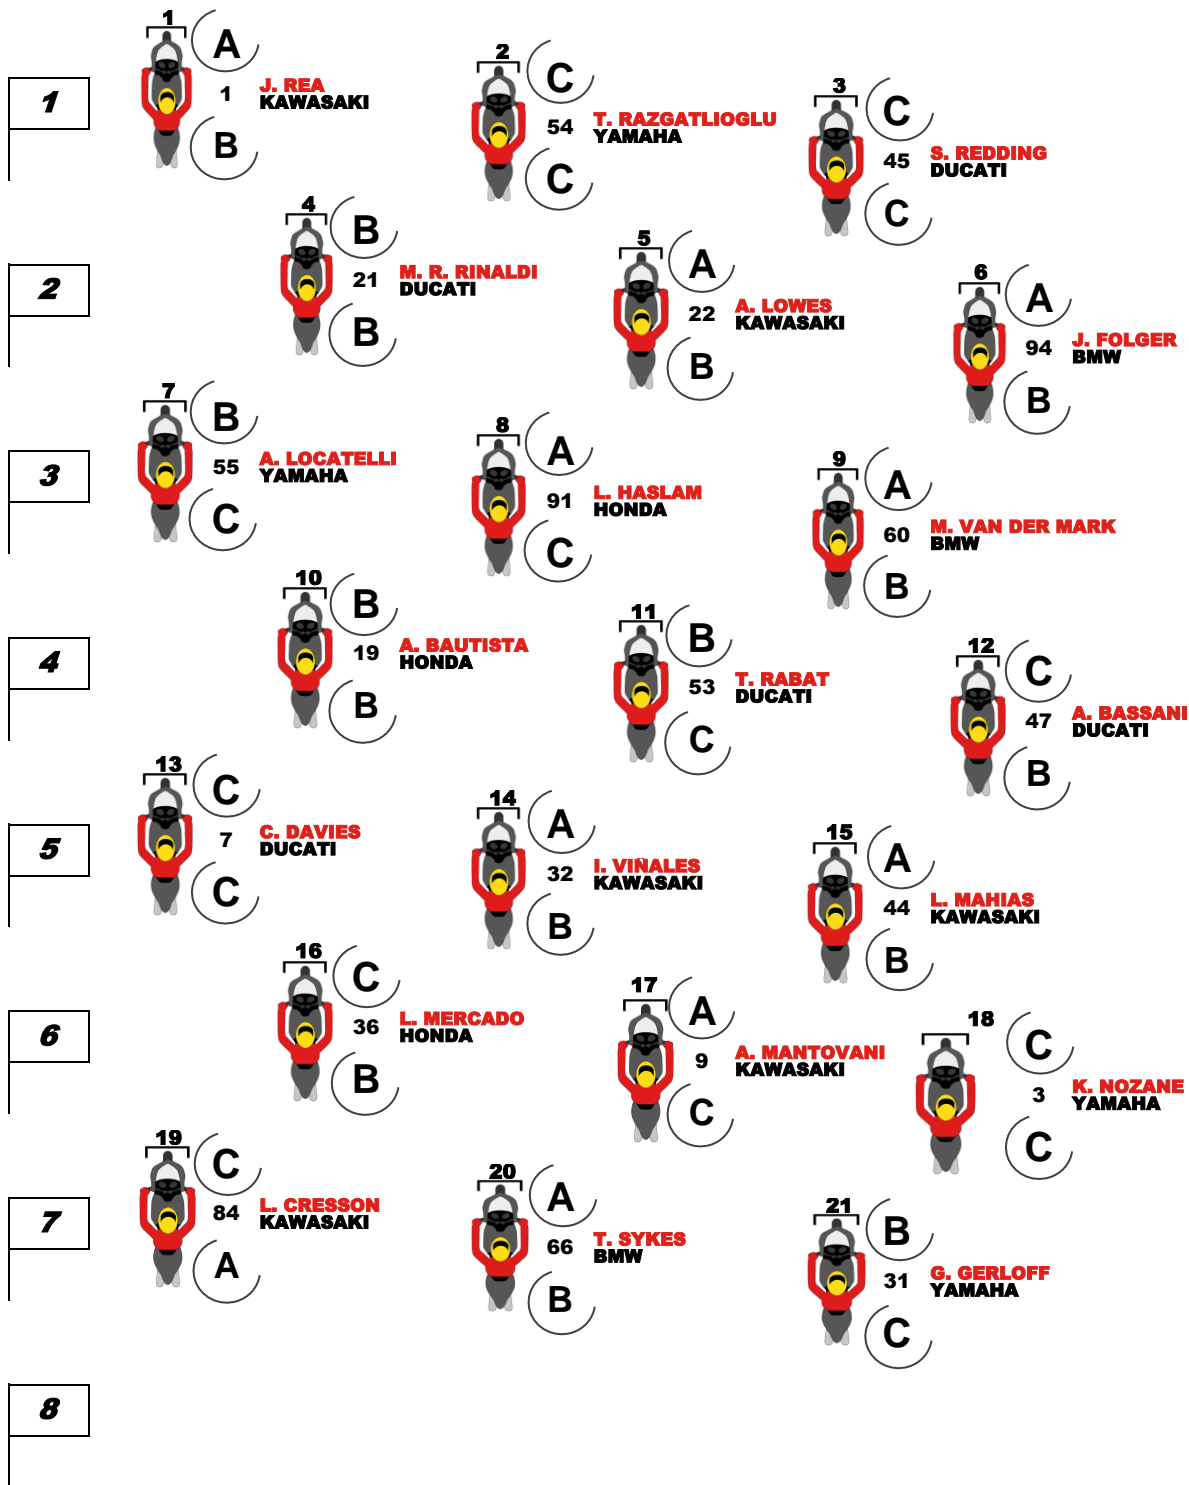 1
1
A
1
J. REA
KAWASAKI
B
2
C
54
T. RAZGATLIOGLU
YAMAHA
C
3
C
45
S. REDDING
DUCATI
C
2
4
B
21
M. R. RINALDI
DUCATI
B
5
A
22
A. LOWES
KAWASAKI
B
6
A
94
J. FOLGER
BMW
B
3
7
B
55
A. LOCATELLI
YAMAHA
C
8
A
91
L. HASLAM
HONDA
C
9
A
60
M. VAN DER MARK
BMW
B
4
10
B
19
A. BAUTISTA
HONDA
B
11
B
53
T. RABAT
DUCATI
C
12
C
47
A. BASSANI
DUCATI
B
5
13
C
7
C. DAVIES
DUCATI
C
14
A
32
I. VIÑALES
KAWASAKI
B
15
A
44
L. MAHIAS
KAWASAKI
B
6
16
C
36
L. MERCADO
HONDA
B
17
A
9
A. MANTOVANI
KAWASAKI
C
18
C
3
K. NOZANE
YAMAHA
C
7
19
C
84
L. CRESSON
KAWASAKI
A
20
A
66
T. SYKES
BMW
B
21
B
31
G. GERLOFF
YAMAHA
C
8